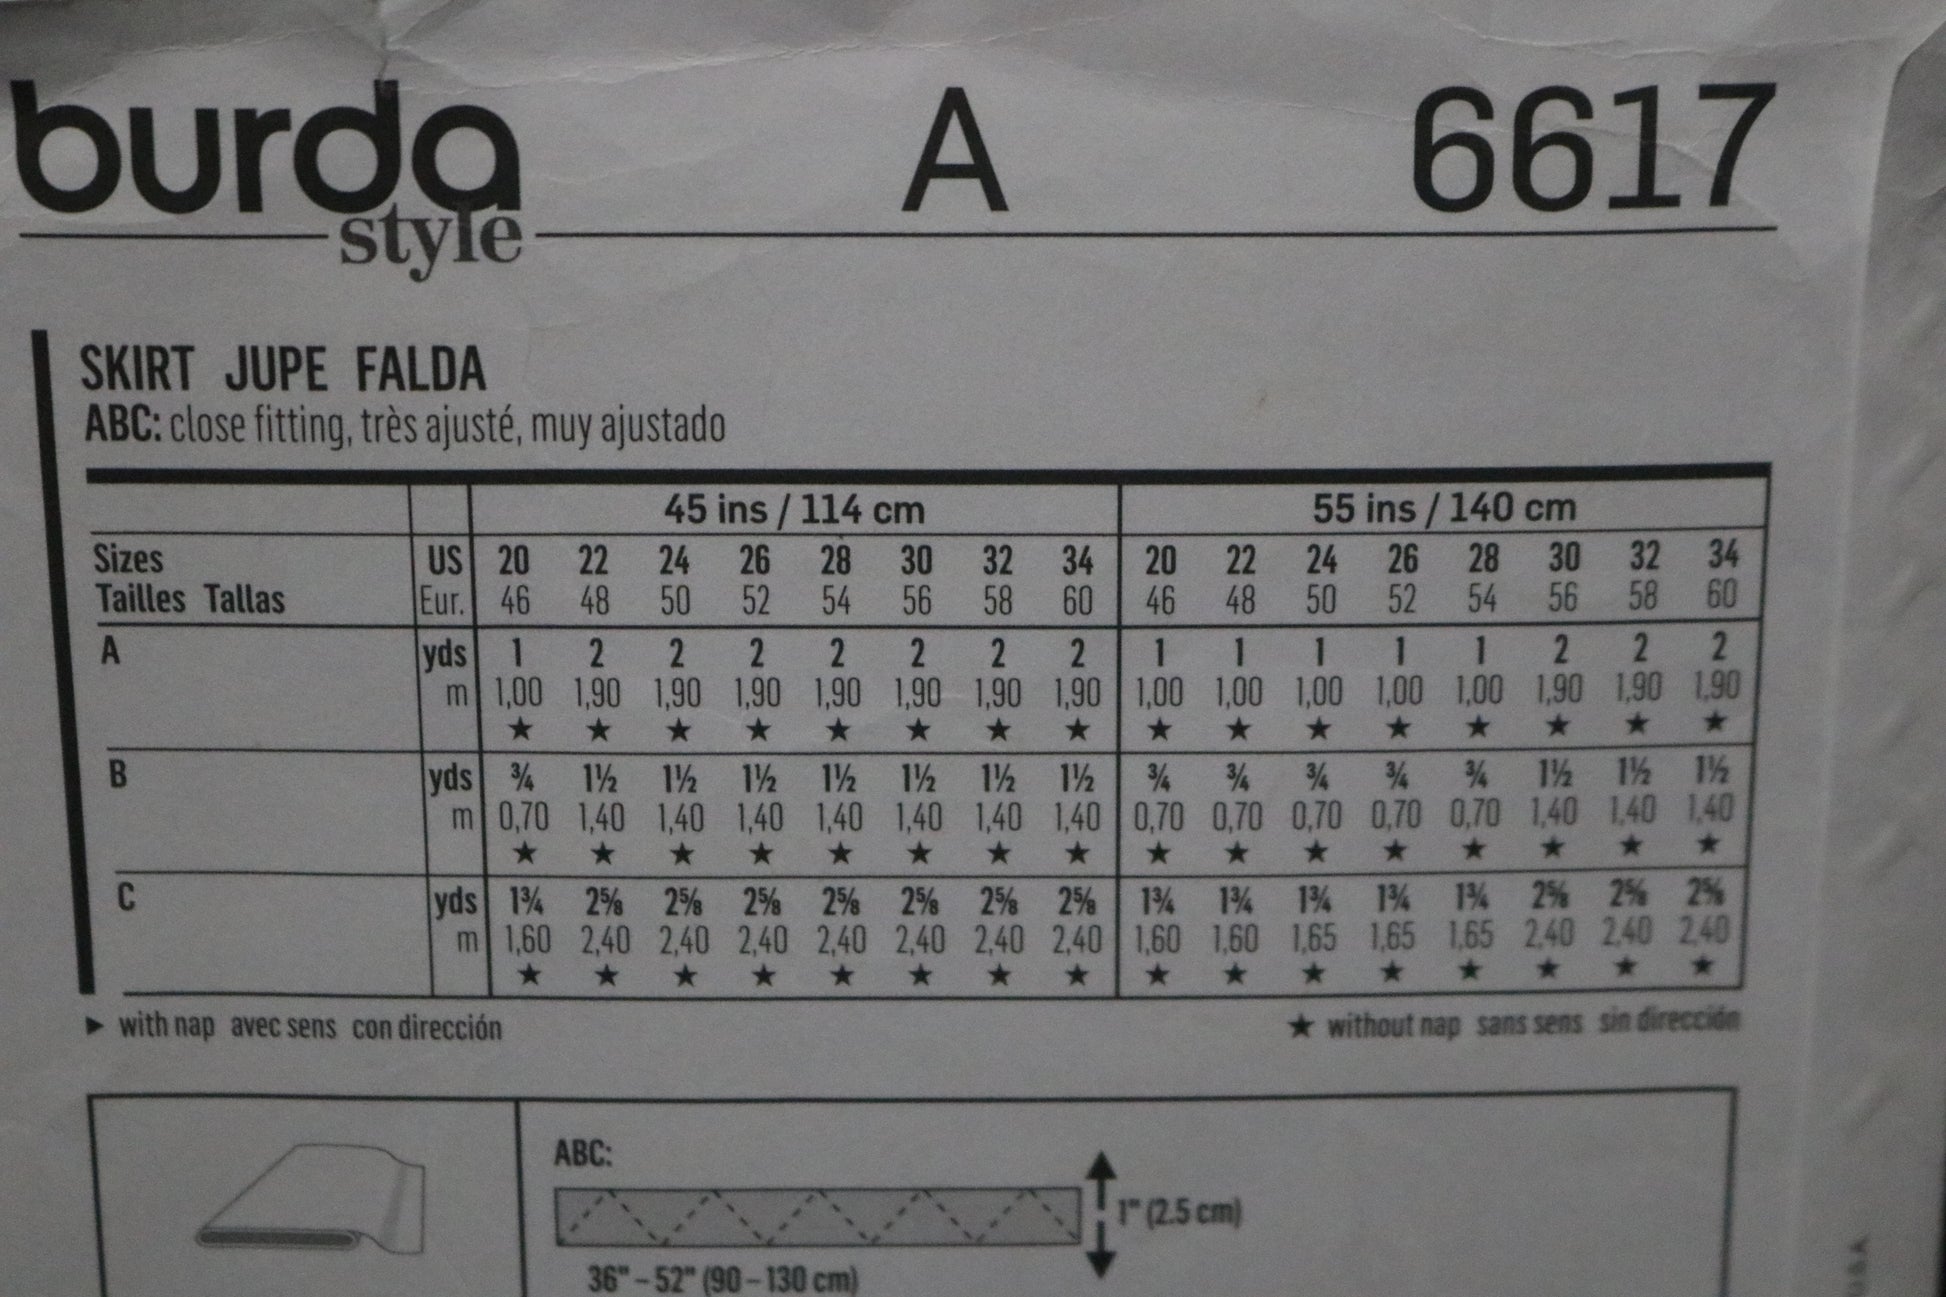 burda A 6617
style
SKIRT JUPE FALDA
ABC: close fitting, très ajusté, muy ajustado
45 ins / 114 cm 55 ins / 140 cm
Sizes US 20 22 24 26 28 30 32 34 20 22 24 26 28 30 32 34
Tailles Tallas Eur. 46 48 50 52 54 56 58 60 46 48 50 52 54 56 58 60
A yds 1 2 2 2 2 2 2 2 1 1 1 1 1 2 2 2
m 1,00 1,90 1,90 1,90 1,90 1,90 1,90 1,90 1,00 1,00 1,00 1,00 1,00 1,90 1,90 1,90
★ ★ ★ ★ ★ ★ ★ ★ ★ ★ ★ ★ ★ ★ ★ ★
B yds ¾ 1½ 1½ 1½ 1½ 1½ 1½ 1½ ¾ ¾ ¾ ¾ ¾ 1½ 1½ 1½
m 0,70 1,40 1,40 1,40 1,40 1,40 1,40 1,40 0,70 0,70 0,70 0,70 0,70 1,40 1,40 1,40
★ ★ ★ ★ ★ ★ ★ ★ ★ ★ ★ ★ ★ ★ ★ ★
C yds 1¾ 2⅝ 2⅝ 2⅝ 2⅝ 2⅝ 2⅝ 2⅝ 1¾ 1¾ 1¾ 1¾ 1¾ 2⅝ 2⅝ 2⅝
m 1,60 2,40 2,40 2,40 2,40 2,40 2,40 2,40 1,60 1,60 1,65 1,65 1,65 2,40 2,40 2,40
★ ★ ★ ★ ★ ★ ★ ★ ★ ★ ★ ★ ★ ★ ★ ★
► with nap avec sens con dirección ★ without nap sans sens sin dirección
ABC:
1" (2.5 cm)
36" – 52" (90 – 130 cm)
U.S.A.